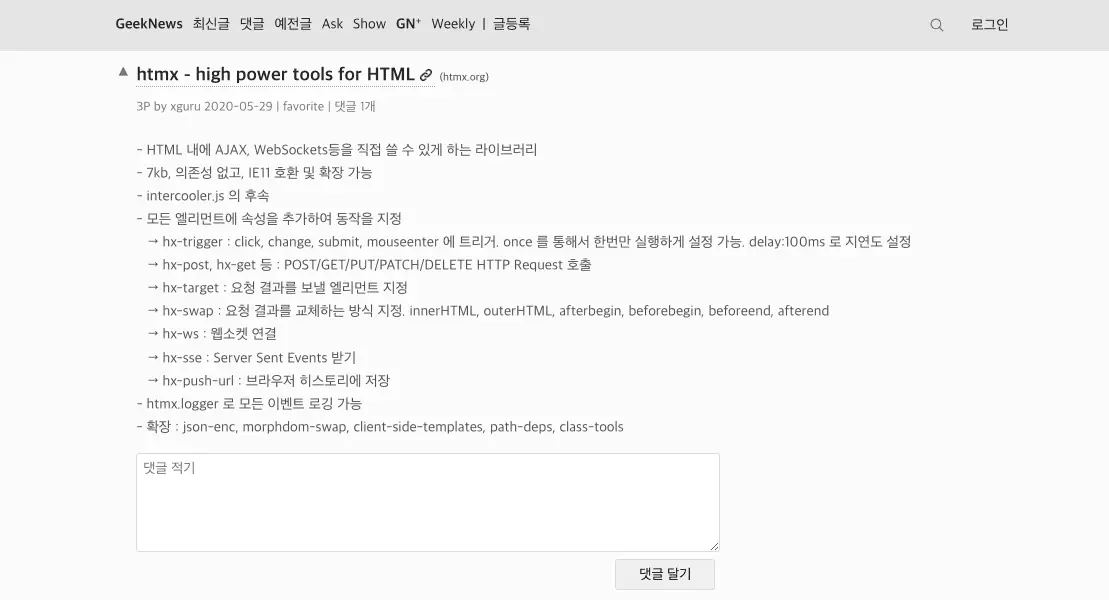 GeekNews 최신글 댓글 예전글 Ask Show GN⁺ Weekly | 글등록 로그인
▲ htmx - high power tools for HTML (htmx.org)
3P by xguru 2020-05-29 | favorite | 댓글 1개
- HTML 내에 AJAX, WebSockets등을 직접 쓸 수 있게 하는 라이브러리
- 7kb, 의존성 없고, IE11 호환 및 확장 가능
- intercooler.js 의 후속
- 모든 엘리먼트에 속성을 추가하여 동작을 지정
→ hx-trigger : click, change, submit, mouseenter 에 트리거. once 를 통해서 한번만 실행하게 설정 가능. delay:100ms 로 지연도 설정
→ hx-post, hx-get 등 : POST/GET/PUT/PATCH/DELETE HTTP Request 호출
→ hx-target : 요청 결과를 보낼 엘리먼트 지정
→ hx-swap : 요청 결과를 교체하는 방식 지정. innerHTML, outerHTML, afterbegin, beforebegin, beforeend, afterend
→ hx-ws : 웹소켓 연결
→ hx-sse : Server Sent Events 받기
→ hx-push-url : 브라우저 히스토리에 저장
- htmx.logger 로 모든 이벤트 로깅 가능
- 확장 : json-enc, morphdom-swap, client-side-templates, path-deps, class-tools
댓글 적기
댓글 달기